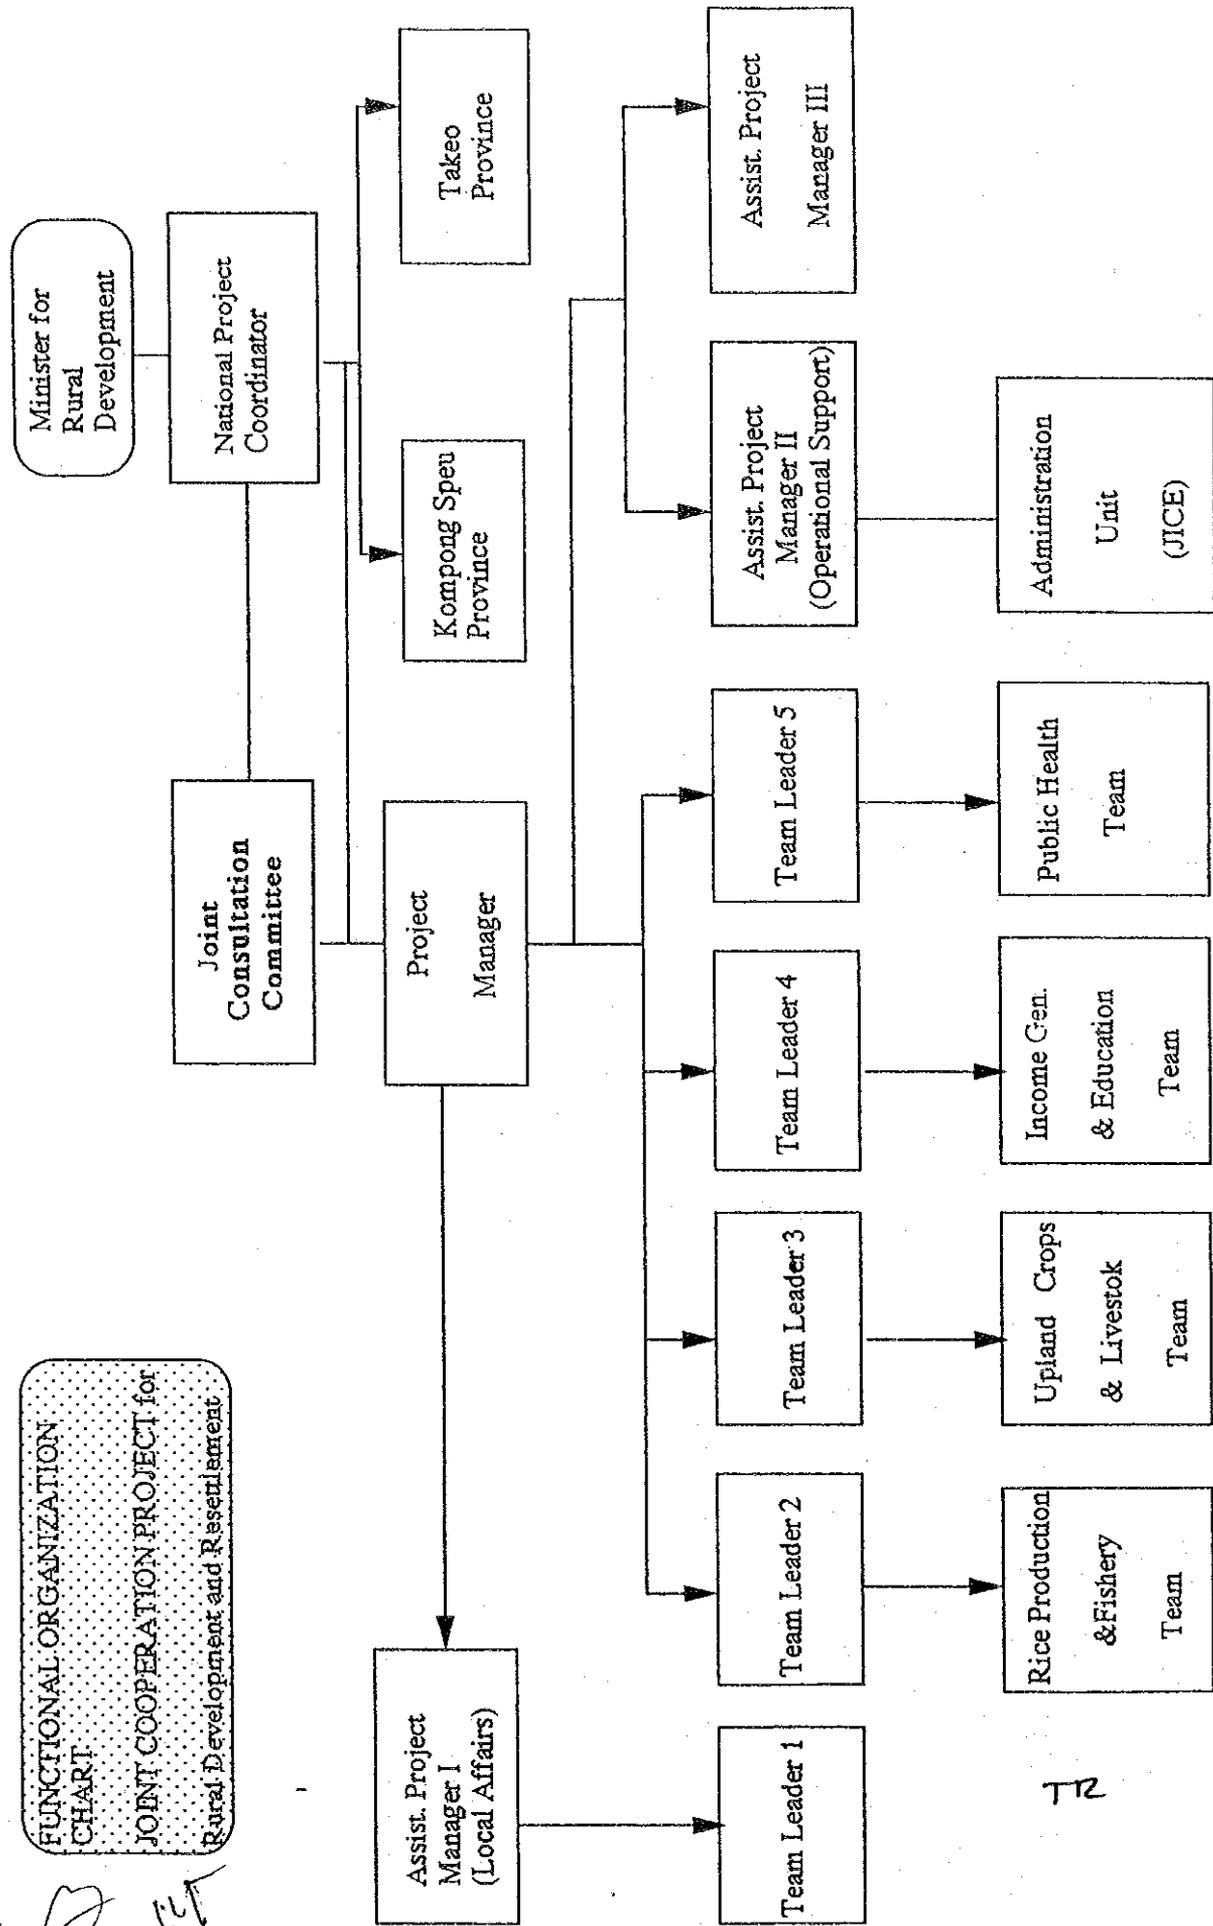 FUNCTIONAL ORGANIZATION
CHART
JOINT COOPERATION PROJECT for
Rural Development and Resettlement
Minister for
Rural
Development
National Project
Coordinator
Joint
Consultation
Committee
Takeo
Province
Kompong Speu
Province
Project
Manager
Assist. Project
Manager I
(Local Affairs)
Assist. Project
Manager II
(Operational Support)
Assist. Project
Manager III
Team Leader 1
Team Leader 2
Team Leader 3
Team Leader 4
Team Leader 5
Rice Production
&Fishery
Team
Upland Crops
& Livestok
Team
Income Gen.
& Education
Team
Public Health
Team
Administration
Unit
(JICE)
TR